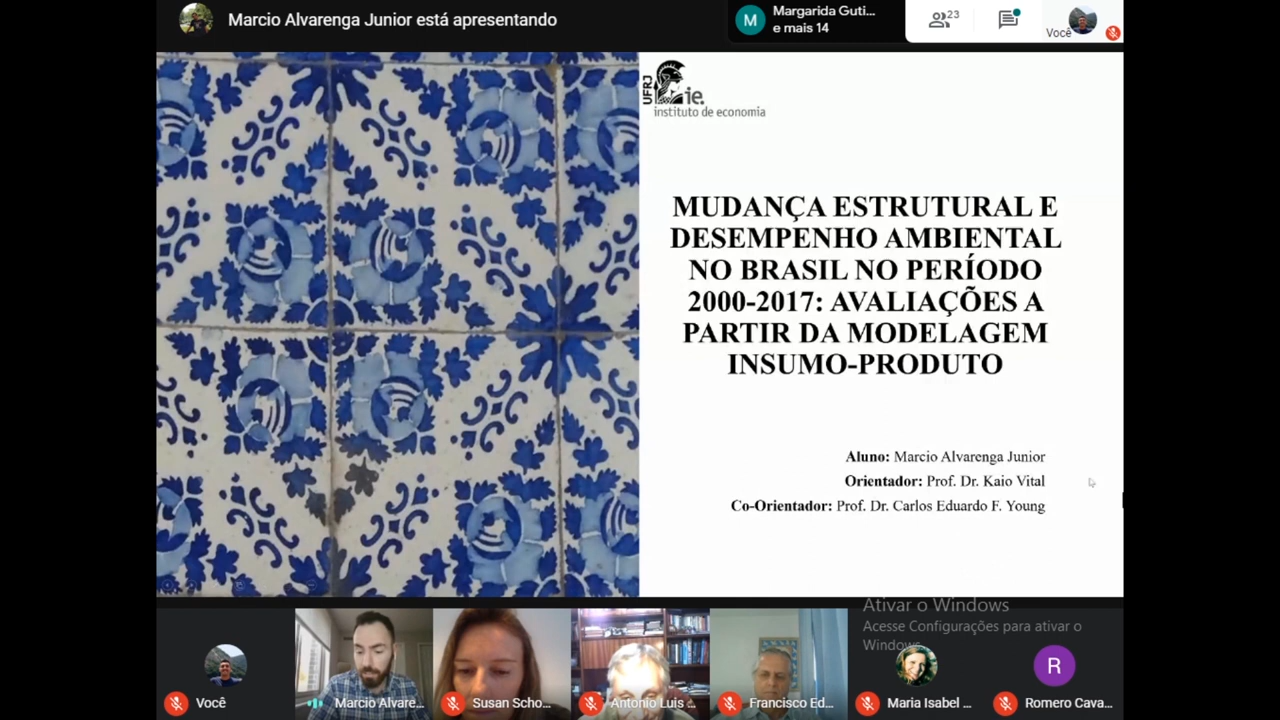 Marcio Alvarenga Junior está apresentando
M
Margarida Guti...
e mais 14
23
Você
UFRJ
ie.
instituto de economia
MUDANÇA ESTRUTURAL E
DESEMPENHO AMBIENTAL
NO BRASIL NO PERÍODO
2000-2017: AVALIAÇÕES A
PARTIR DA MODELAGEM
INSUMO-PRODUTO
Aluno: Marcio Alvarenga Junior
Orientador: Prof. Dr. Kaio Vital
Co-Orientador: Prof. Dr. Carlos Eduardo F. Young
Ativar o Windows
Acesse Configurações para ativar o
Windows.
R
Você
Marcio Alvare...
Susan Scho...
Antonio Luis ...
Francisco Ed...
Maria Isabel ...
Romero Cava...